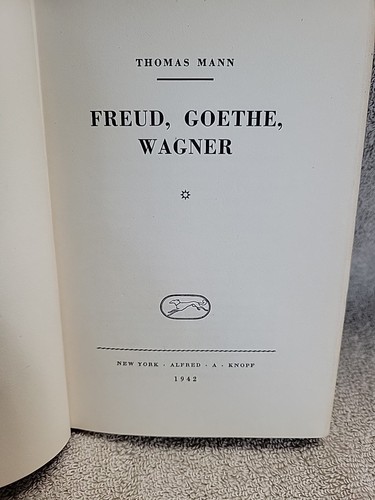 THOMAS MANN
FREUD, GOETHE,
WAGNER
NEW YORK · ALFRED · A · KNOPF
1942